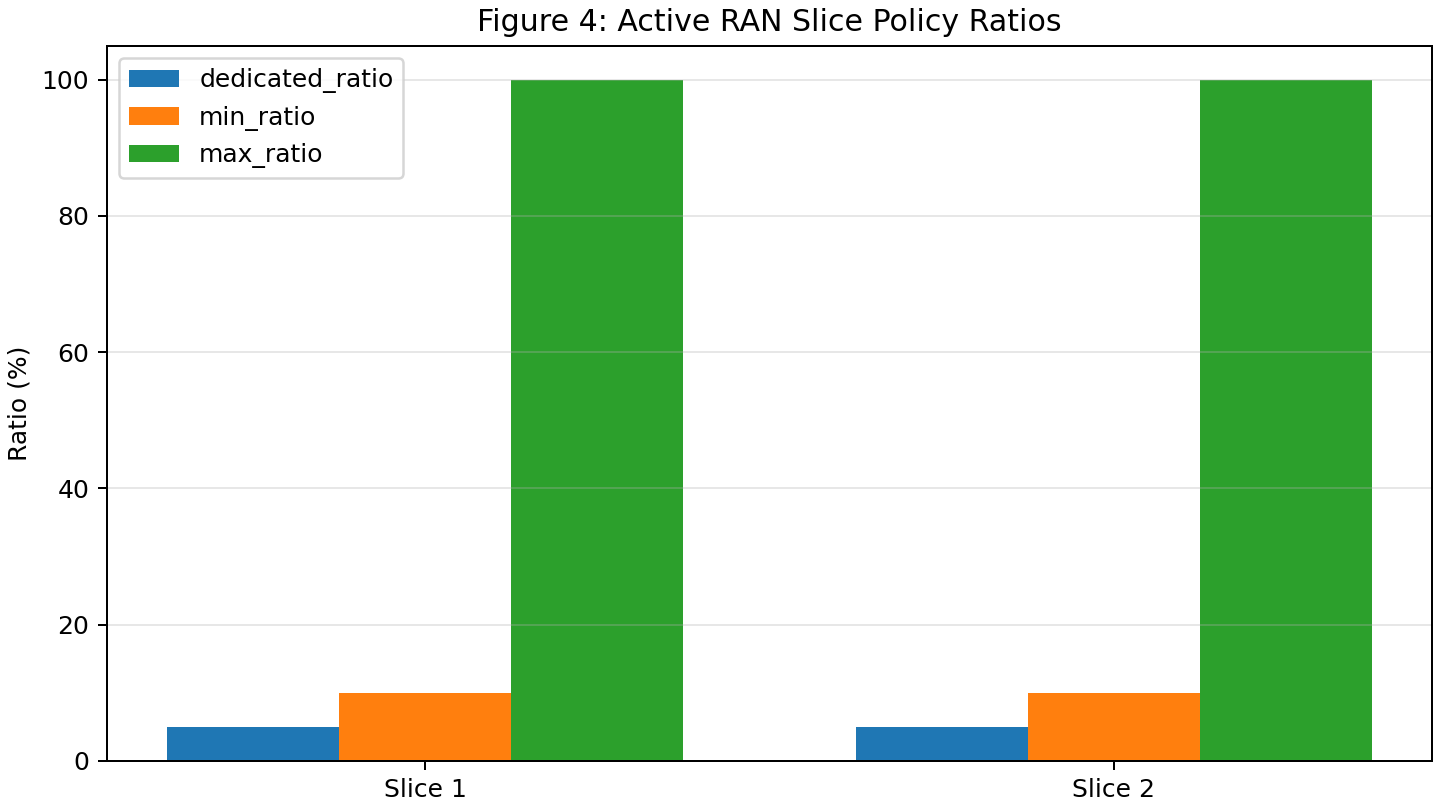 Figure 4: Active RAN Slice Policy Ratios
dedicated_ratio
min_ratio
max_ratio
Ratio (%)
100
80
60
40
20
0
Slice 1
Slice 2